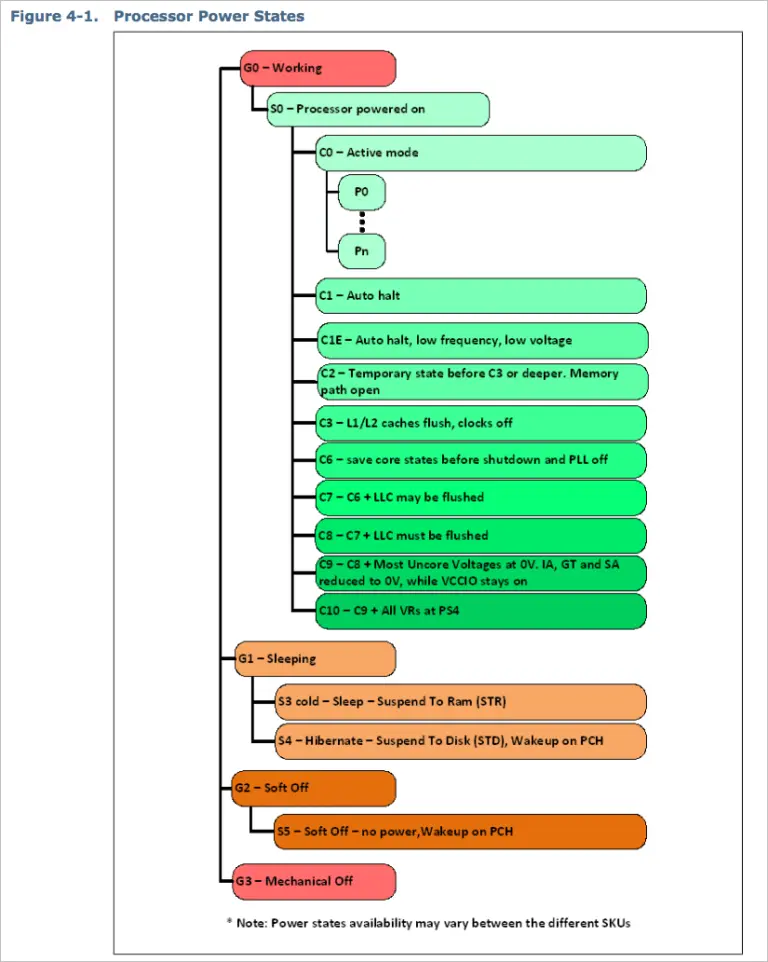 Figure 4-1. Processor Power States
G0 – Working
S0 – Processor powered on
C0 – Active mode
P0
Pn
C1 – Auto halt
C1E – Auto halt, low frequency, low voltage
C2 – Temporary state before C3 or deeper. Memory
path open
C3 – L1/L2 caches flush, clocks off
C6 – save core states before shutdown and PLL off
C7 – C6 + LLC may be flushed
C8 – C7 + LLC must be flushed
C9 – C8 + Most Uncore Voltages at 0V. IA, GT and SA
reduced to 0V, while VCCIO stays on
C10 – C9 + All VRs at PS4
G1 – Sleeping
S3 cold – Sleep – Suspend To Ram (STR)
S4 – Hibernate – Suspend To Disk (STD), Wakeup on PCH
G2 – Soft Off
S5 – Soft Off – no power,Wakeup on PCH
G3 – Mechanical Off
* Note: Power states availability may vary between the different SKUs